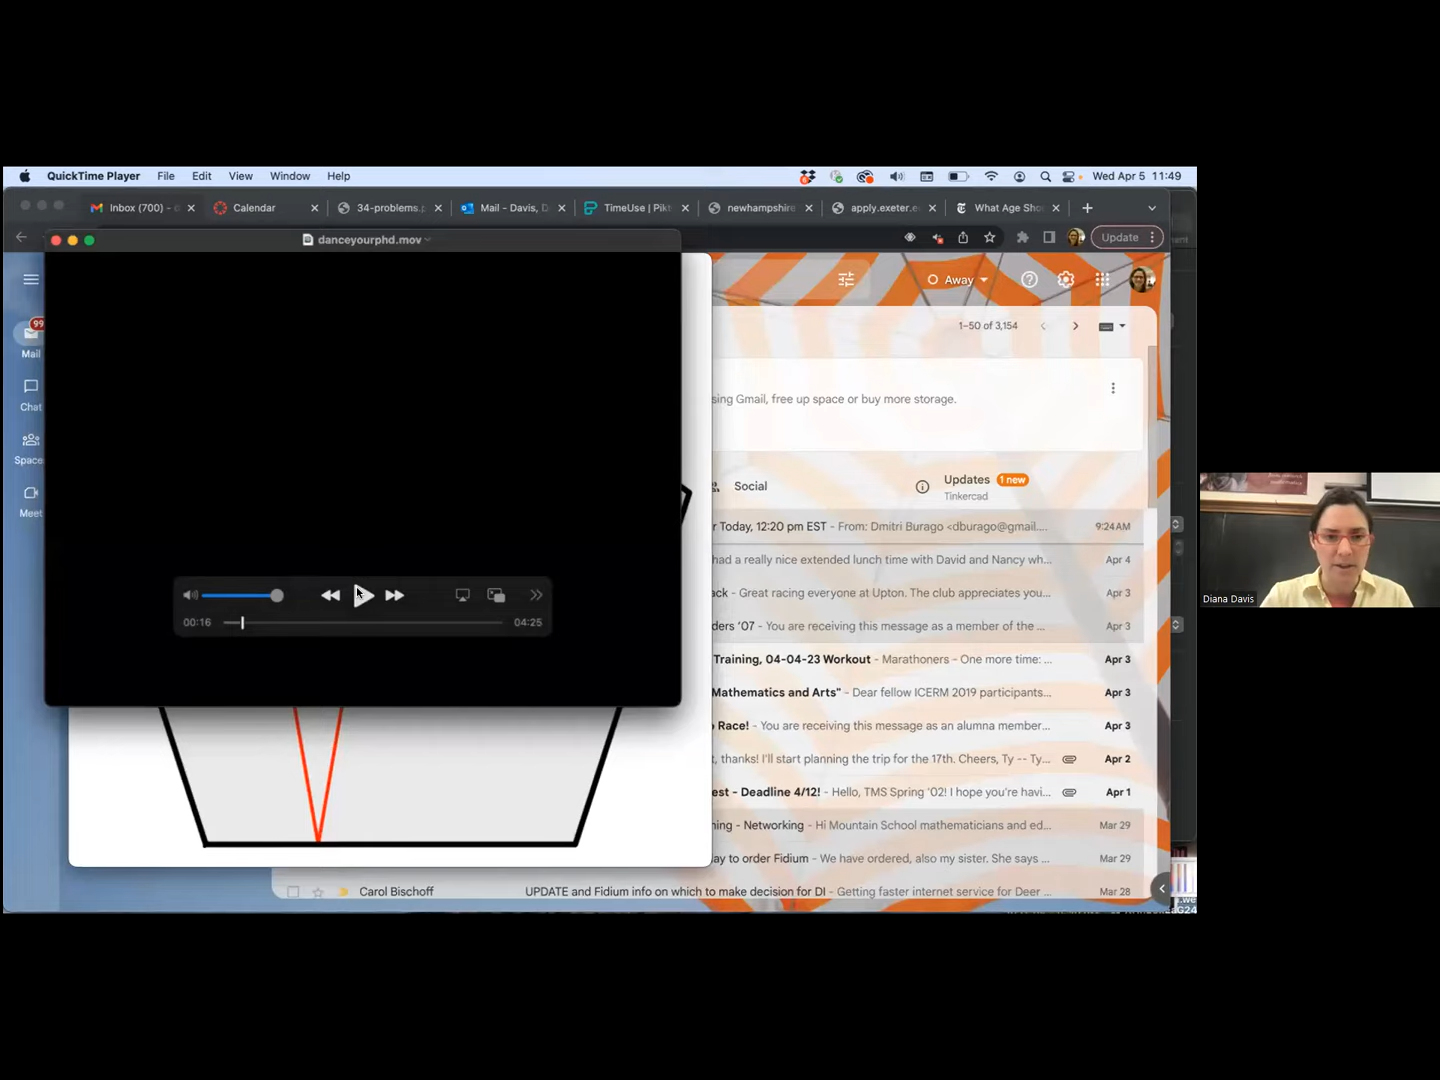 QuickTime Player File Edit View Window Help Wed Apr 5 11:49
Inbox (700) - Calendar 34-problems. Mail - Davis, D TimeUse | Pikt newhampshire apply.exeter.e What Age Sho
danceyourphd.mov
Update
99
Mail
Chat
Space
Meet
Away
1–50 of 3,154
sing Gmail, free up space or buy more storage.
Social
Updates 1 new
Tinkercad
r Today, 12:20 pm EST - From: Dmitri Burago <dburago@gmail.... 9:24 AM
had a really nice extended lunch time with David and Nancy wh... Apr 4
ack - Great racing everyone at Upton. The club appreciates you... Apr 3
ders '07 - You are receiving this message as a member of the ... Apr 3
Training, 04-04-23 Workout - Marathoners - One more time: ... Apr 3
Mathematics and Arts" - Dear fellow ICERM 2019 participants... Apr 3
o Race! - You are receiving this message as an alumna member... Apr 3
t, thanks! I'll start planning the trip for the 17th. Cheers, Ty -- Ty... Apr 2
est - Deadline 4/12! - Hello, TMS Spring '02! I hope you're havi... Apr 1
ning - Networking - Hi Mountain School mathematicians and ed... Mar 29
ay to order Fidium - We have ordered, also my sister. She says ... Mar 29
Carol Bischoff UPDATE and Fidium info on which to make decision for DI - Getting faster internet service for Deer ... Mar 28
00:16 04:25
Diana Davis